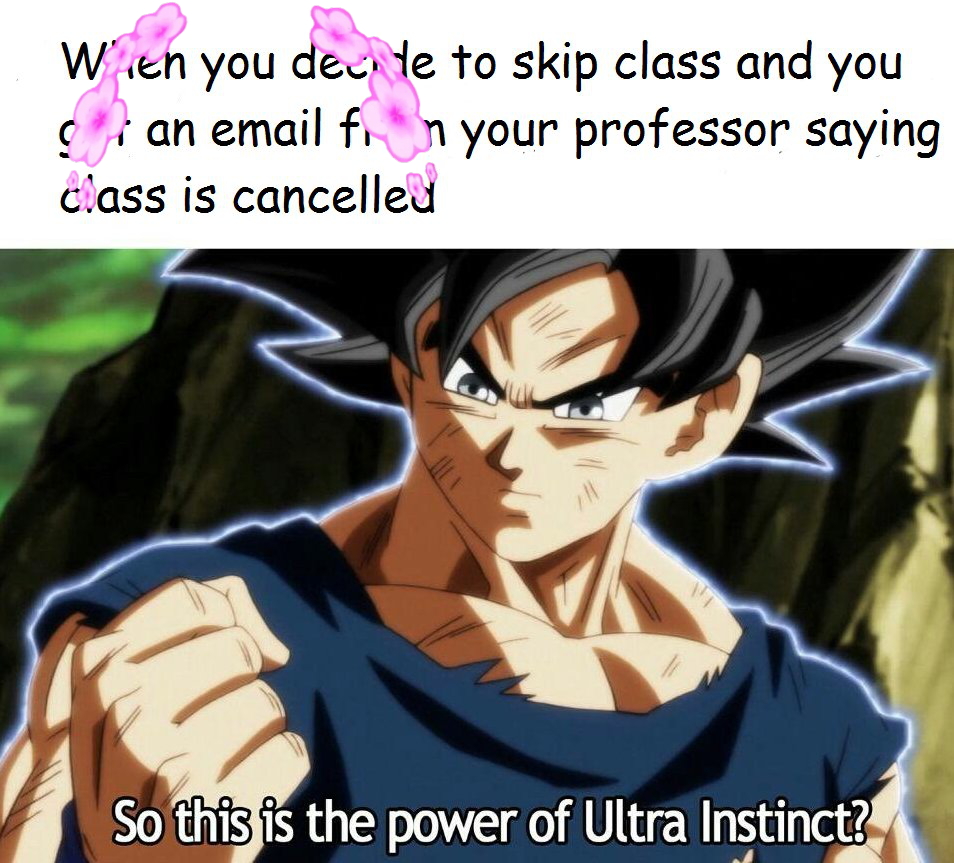 When you decide to skip class and you
get an email from your professor saying
class is cancelled
So this is the power of Ultra Instinct?